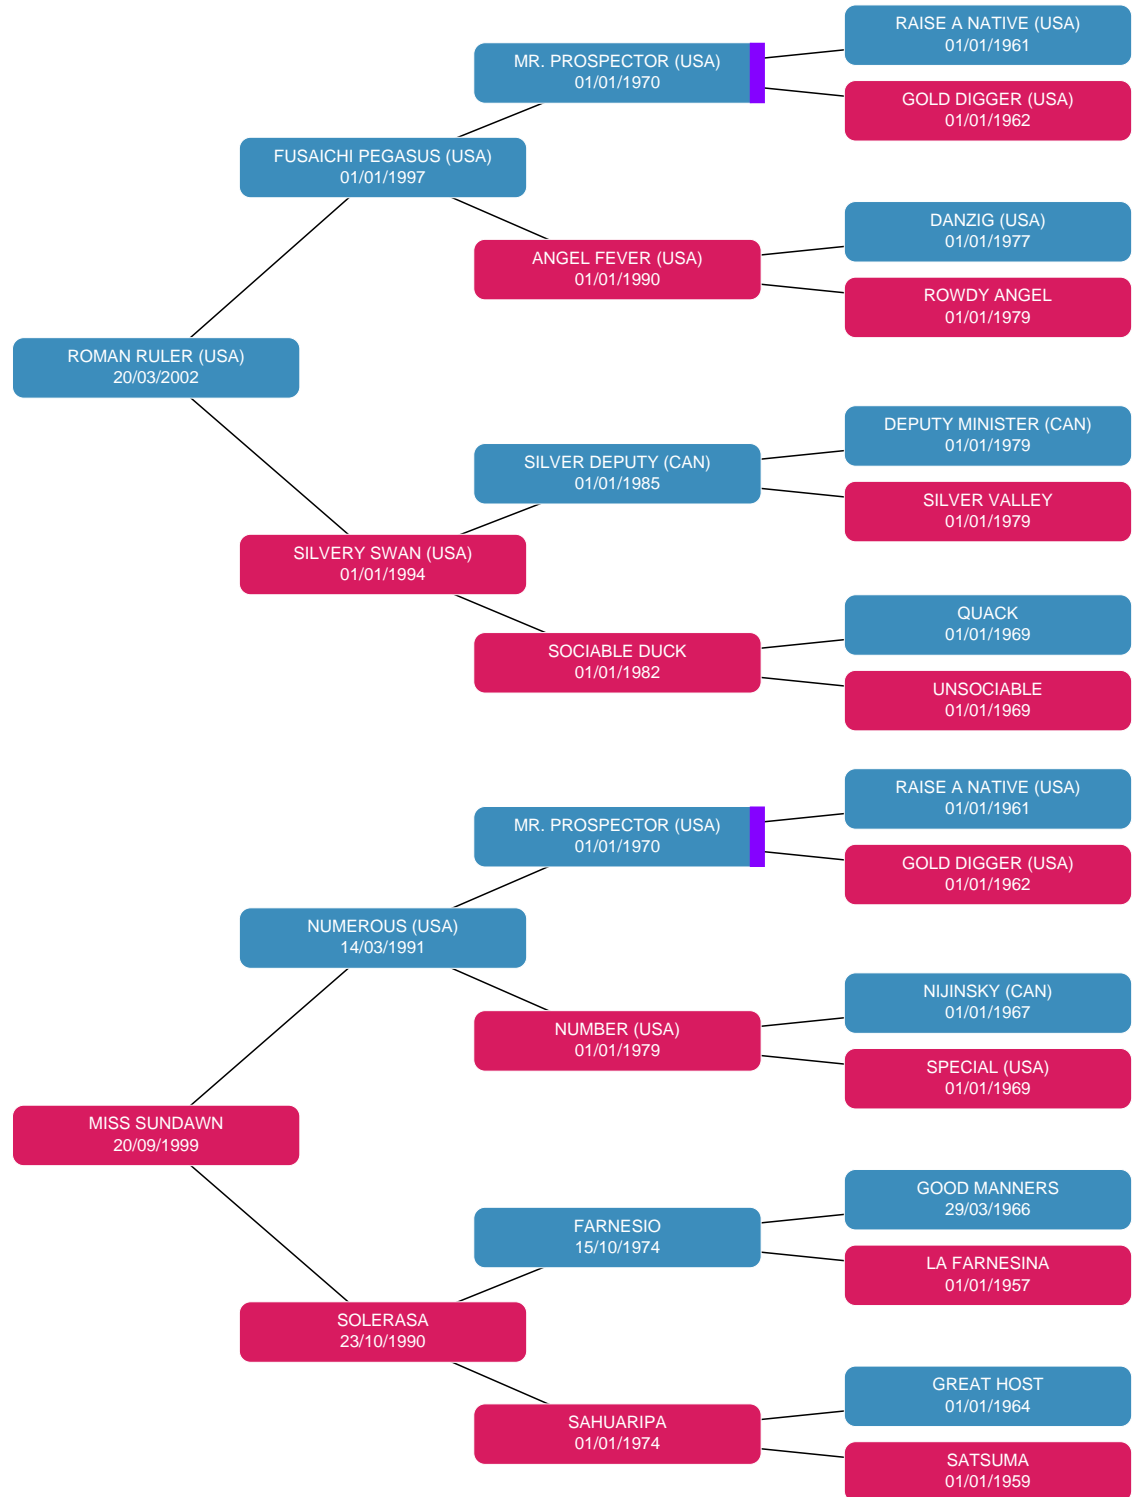 RAISE A NATIVE (USA)
01/01/1961
MR. PROSPECTOR (USA)
01/01/1970
GOLD DIGGER (USA)
01/01/1962
FUSAICHI PEGASUS (USA)
01/01/1997
DANZIG (USA)
01/01/1977
ANGEL FEVER (USA)
01/01/1990
ROWDY ANGEL
01/01/1979
ROMAN RULER (USA)
20/03/2002
DEPUTY MINISTER (CAN)
01/01/1979
SILVER DEPUTY (CAN)
01/01/1985
SILVER VALLEY
01/01/1979
SILVERY SWAN (USA)
01/01/1994
QUACK
01/01/1969
SOCIABLE DUCK
01/01/1982
UNSOCIABLE
01/01/1969
RAISE A NATIVE (USA)
01/01/1961
MR. PROSPECTOR (USA)
01/01/1970
GOLD DIGGER (USA)
01/01/1962
NUMEROUS (USA)
14/03/1991
NIJINSKY (CAN)
01/01/1967
NUMBER (USA)
01/01/1979
SPECIAL (USA)
01/01/1969
MISS SUNDAWN
20/09/1999
GOOD MANNERS
29/03/1966
FARNESIO
15/10/1974
LA FARNESINA
01/01/1957
SOLERASA
23/10/1990
GREAT HOST
01/01/1964
SAHUARIPA
01/01/1974
SATSUMA
01/01/1959